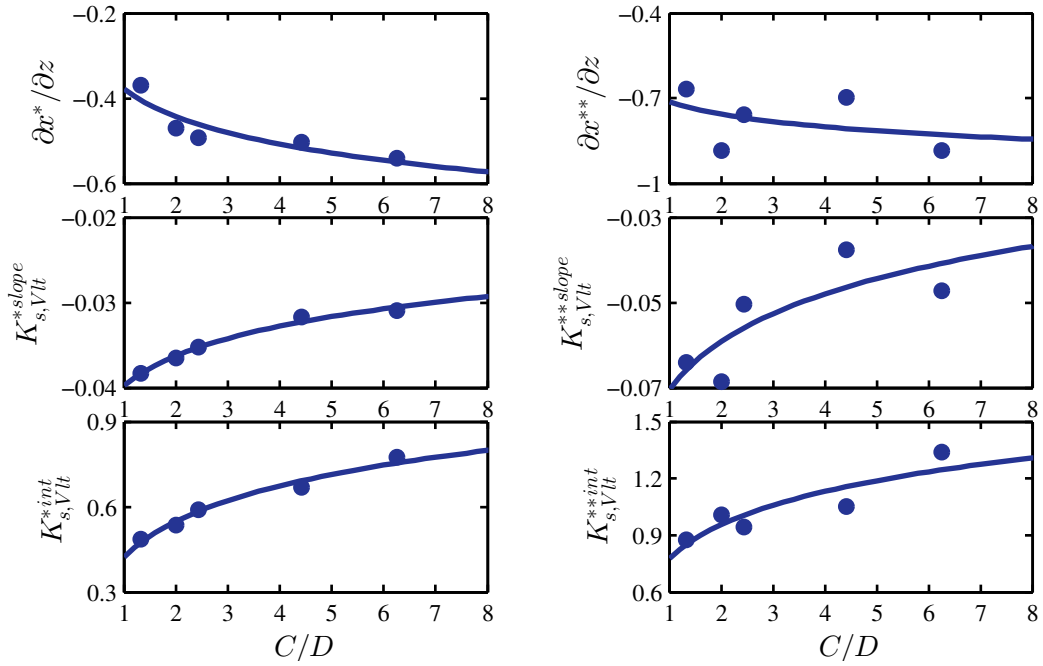 −0.2
−0.4
−0.6
∂x*/∂z
1 2 3 4 5 6 7 8
−0.4
−0.7
−1
∂x**/∂z
1 2 3 4 5 6 7 8
−0.02
−0.03
−0.04
K_{s,Vlt}^{*slope}
1 2 3 4 5 6 7 8
−0.03
−0.05
−0.07
K_{s,Vlt}^{**slope}
1 2 3 4 5 6 7 8
0.9
0.6
0.3
K_{s,Vlt}^{*int}
1 2 3 4 5 6 7 8
C/D
1.5
1.2
0.9
0.6
K_{s,Vlt}^{**int}
1 2 3 4 5 6 7 8
C/D